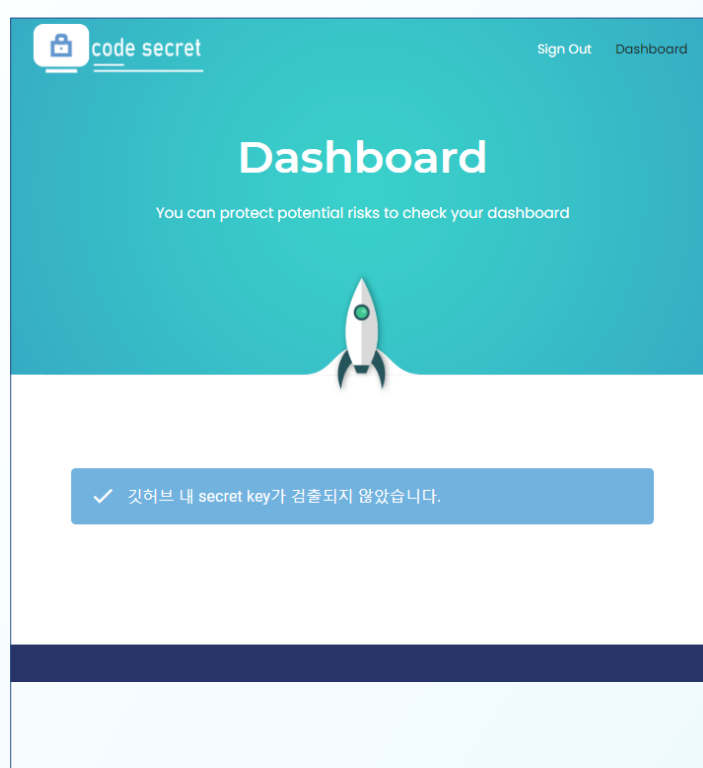 code secret
Sign Out Dashboard
Dashboard
You can protect potential risks to check your dashboard
깃허브 내 secret key가 검출되지 않았습니다.